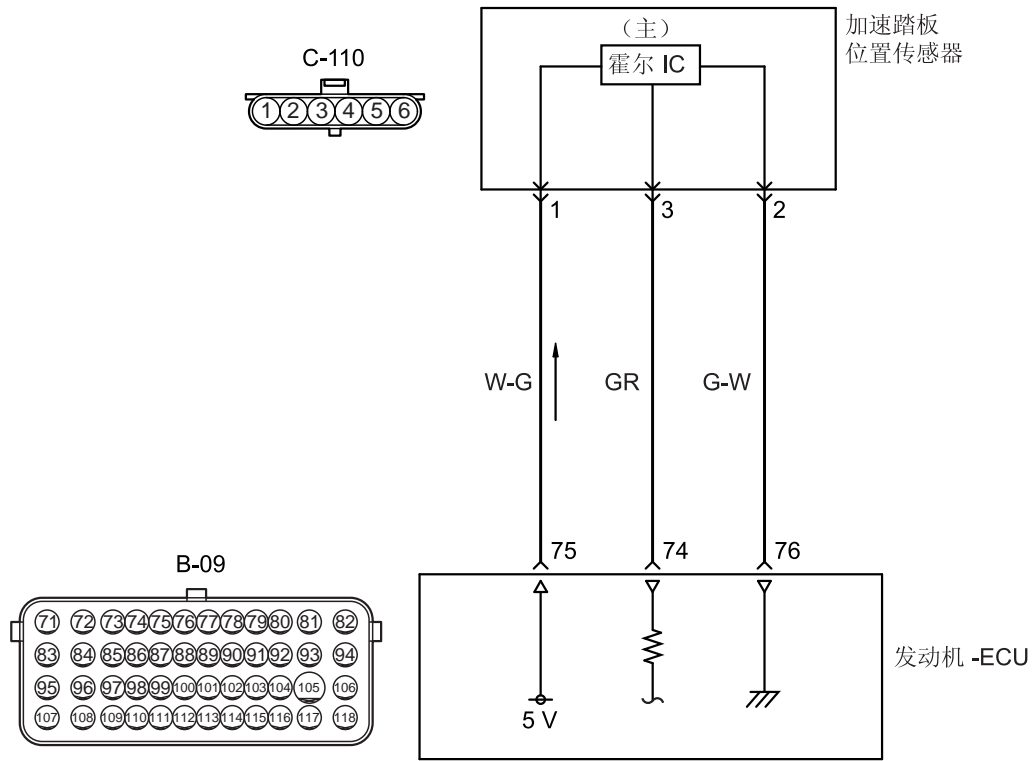 （主）
霍尔 IC
加速踏板
位置传感器
C-110
1 2 3 4 5 6
1 3 2
W-G GR G-W
75 74 76
B-09
71 72 73 74 75 76 77 78 79 80 81 82
83 84 85 86 87 88 89 90 91 92 93 94
95 96 97 98 99 100 101 102 103 104 105 106
107 108 109 110 111 112 113 114 115 116 117 118
5 V
发动机 -ECU